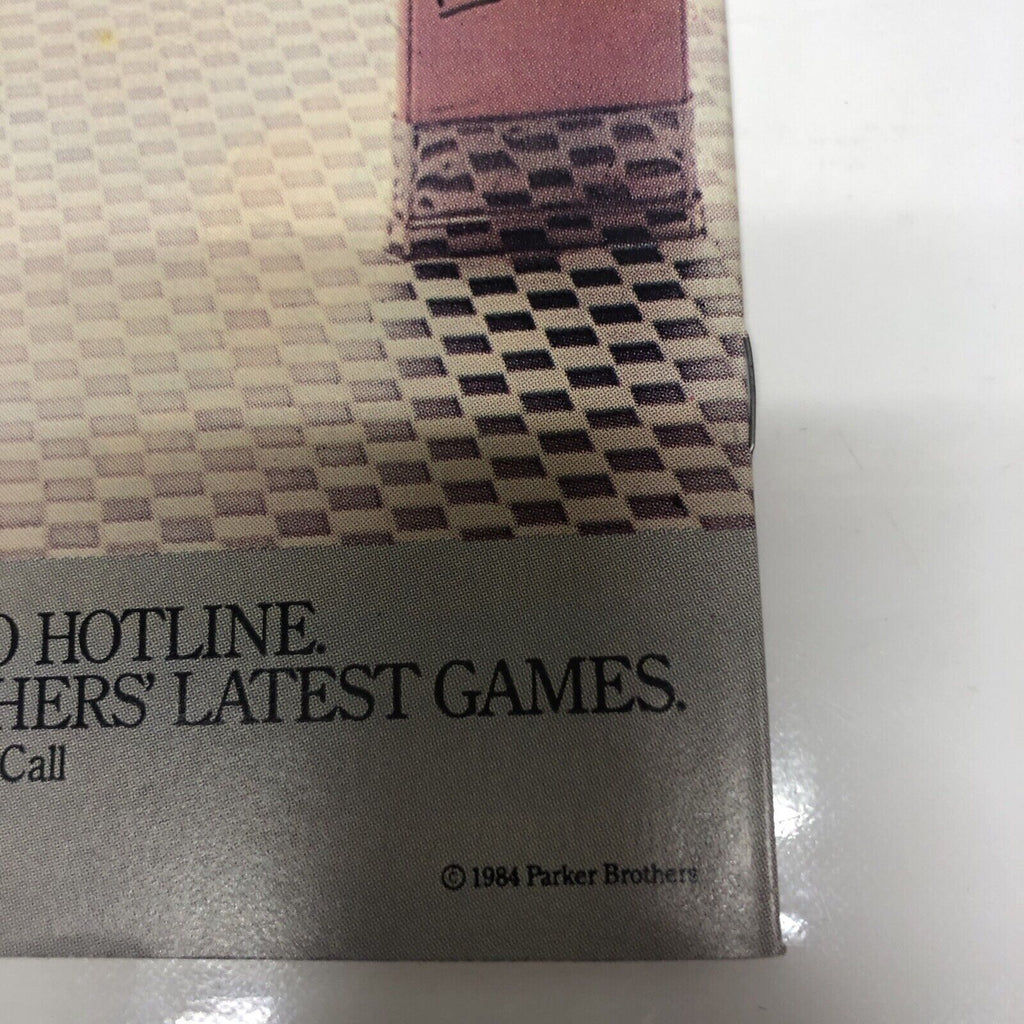 O HOTLINE.
HERS' LATEST GAMES.
Call
© 1984 Parker Brothers